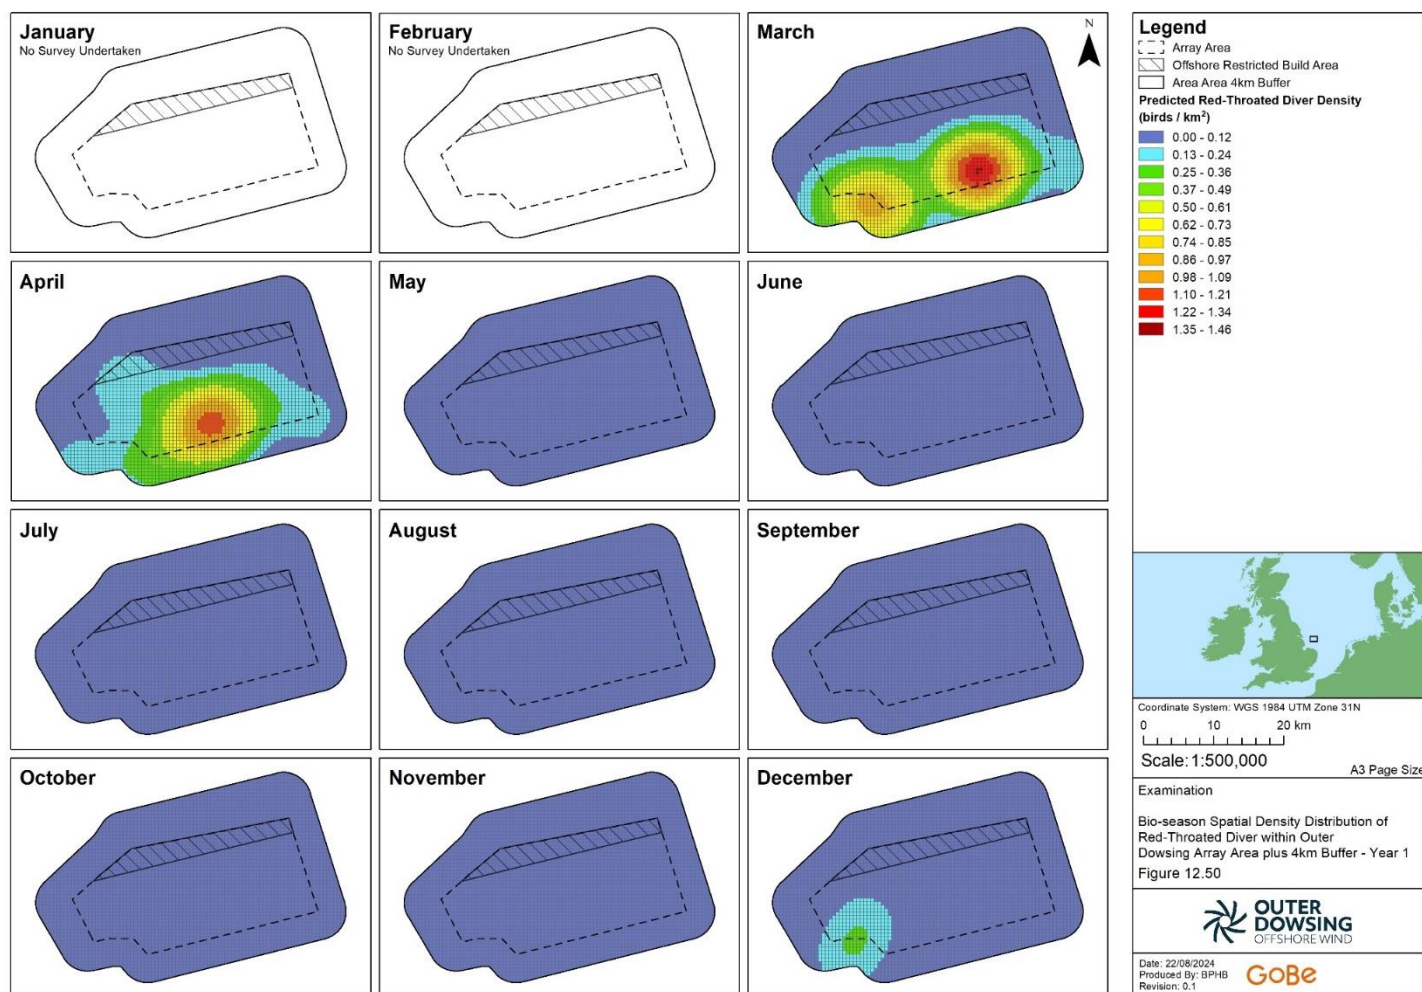 January
No Survey Undertaken
February
No Survey Undertaken
March
N
April
May
June
July
August
September
October
November
December
Legend
Array Area
Offshore Restricted Build Area
Area Area 4km Buffer
Predicted Red-Throated Diver Density
(birds / km²)
0.00 - 0.12
0.13 - 0.24
0.25 - 0.36
0.37 - 0.49
0.50 - 0.61
0.62 - 0.73
0.74 - 0.85
0.86 - 0.97
0.98 - 1.09
1.10 - 1.21
1.22 - 1.34
1.35 - 1.46
Coordinate System: WGS 1984 UTM Zone 31N
0 10 20 km
Scale: 1:500,000
A3 Page Size
Examination
Bio-season Spatial Density Distribution of
Red-Throated Diver within Outer
Dowsing Array Area plus 4km Buffer - Year 1
Figure 12.50
OUTER
DOWSING
OFFSHORE WIND
Date: 22/08/2024
Produced By: BPHB
Revision: 0.1
GoBe